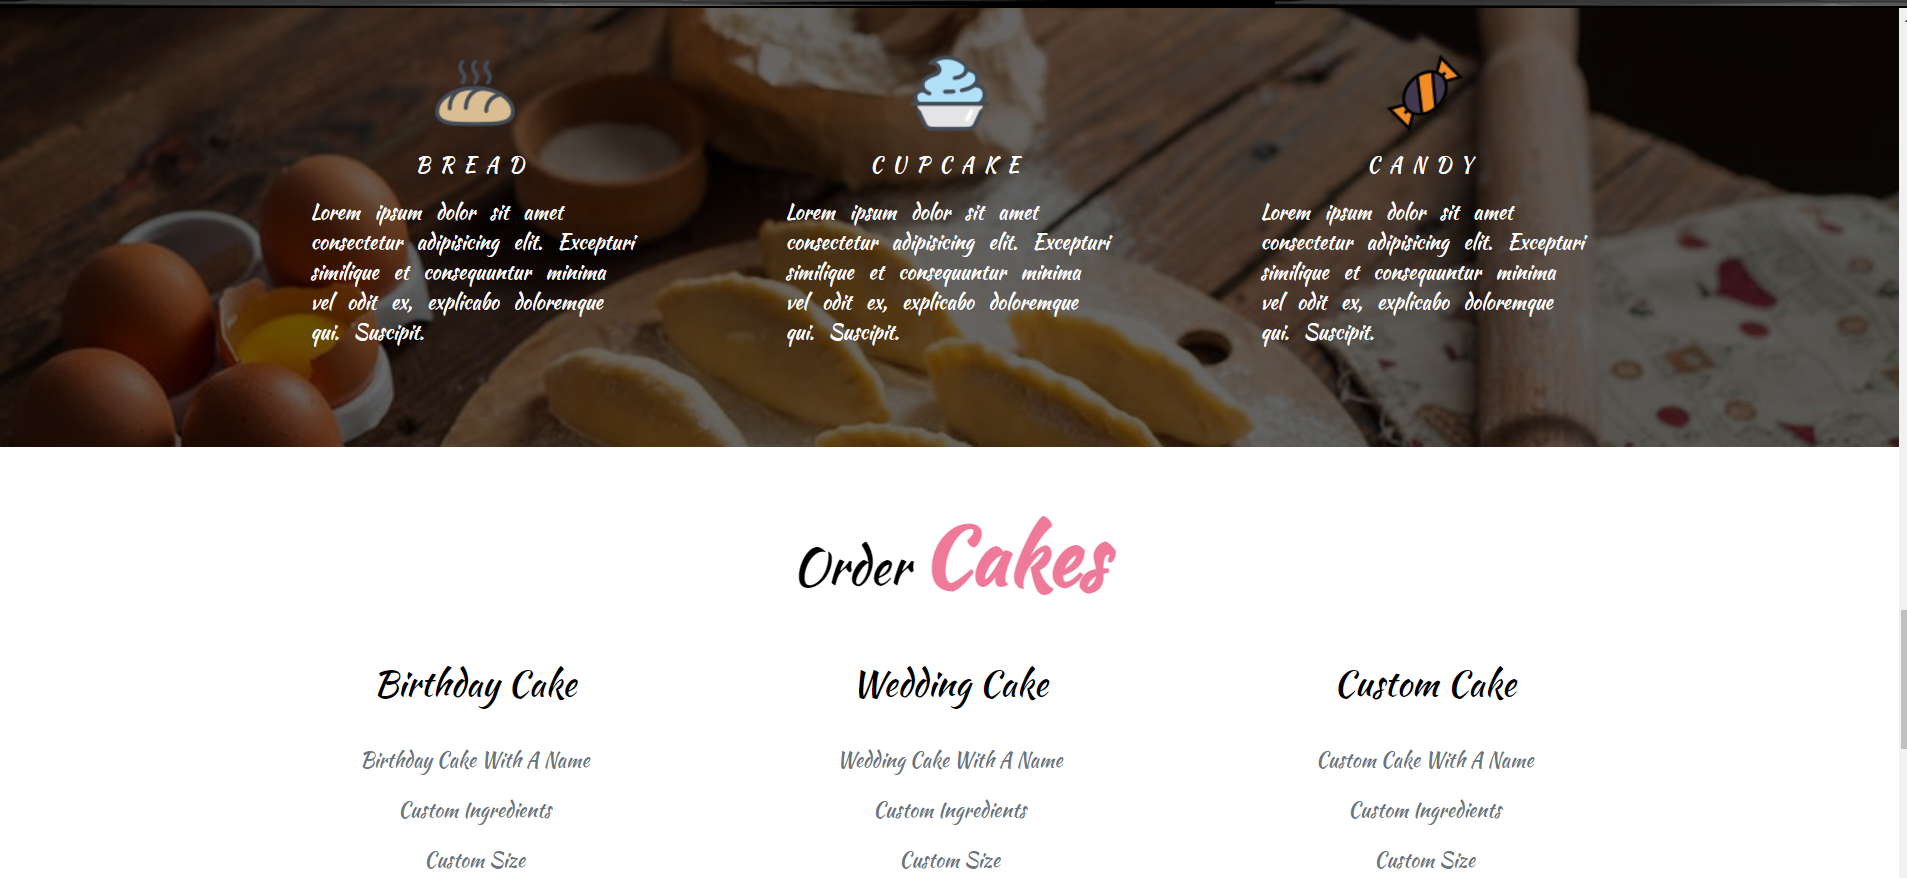 BREAD
Lorem ipsum dolor sit amet
consectetur adipisicing elit. Excepturi
similique et consequuntur minima
vel odit ex, explicabo doloremque
qui. Suscipit.
CUPCAKE
Lorem ipsum dolor sit amet
consectetur adipisicing elit. Excepturi
similique et consequuntur minima
vel odit ex, explicabo doloremque
qui. Suscipit.
CANDY
Lorem ipsum dolor sit amet
consectetur adipisicing elit. Excepturi
similique et consequuntur minima
vel odit ex, explicabo doloremque
qui. Suscipit.
Order Cakes
Birthday Cake
Birthday Cake With A Name
Custom Ingredients
Custom Size
Wedding Cake
Wedding Cake With A Name
Custom Ingredients
Custom Size
Custom Cake
Custom Cake With A Name
Custom Ingredients
Custom Size